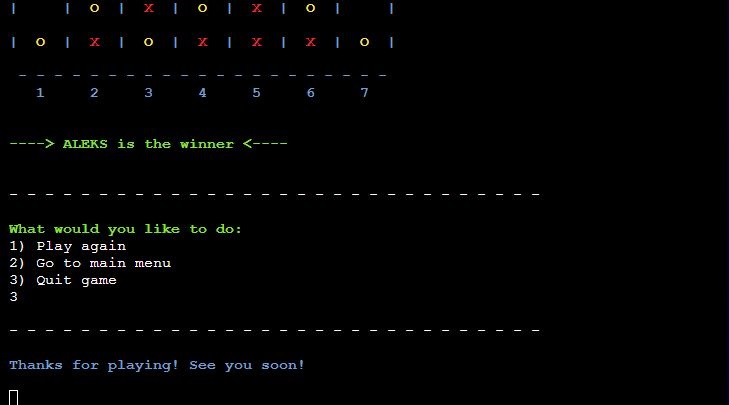 |   | o | x | o | x | o |   |
| o | x | o | x | x | x | o |
- - - - - - - - - - - - - - - - - - - - -
1 2 3 4 5 6 7
----> ALEKS is the winner <----
- - - - - - - - - - - - - - - - - - - - - - - - - - - - - -
What would you like to do:
1) Play again
2) Go to main menu
3) Quit game
3
- - - - - - - - - - - - - - - - - - - - - - - - - - - - - -
Thanks for playing! See you soon!